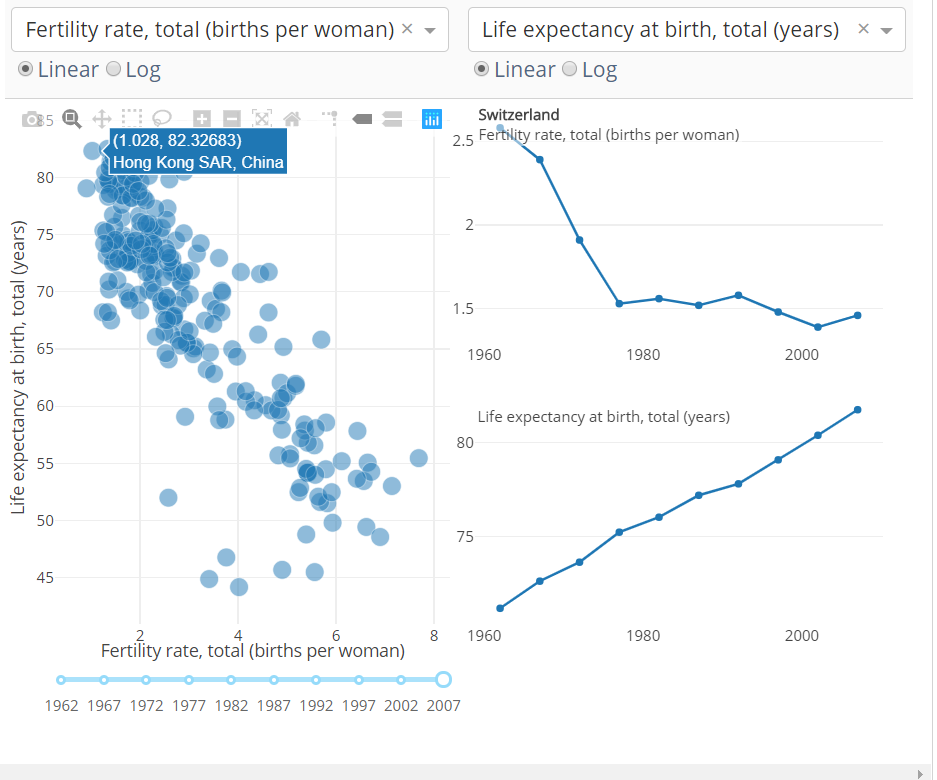 Fertility rate, total (births per woman) × Life expectancy at birth, total (years) ×
Linear Log Linear Log
85
(1.028, 82.32683)
Hong Kong SAR, China
80
75
70
65
60
55
50
45
Life expectancy at birth, total (years)
2 4 6 8
Fertility rate, total (births per woman)
1962 1967 1972 1977 1982 1987 1992 1997 2002 2007
Switzerland
Fertility rate, total (births per woman)
2.5
2
1.5
1960 1980 2000
Life expectancy at birth, total (years)
80
75
1960 1980 2000